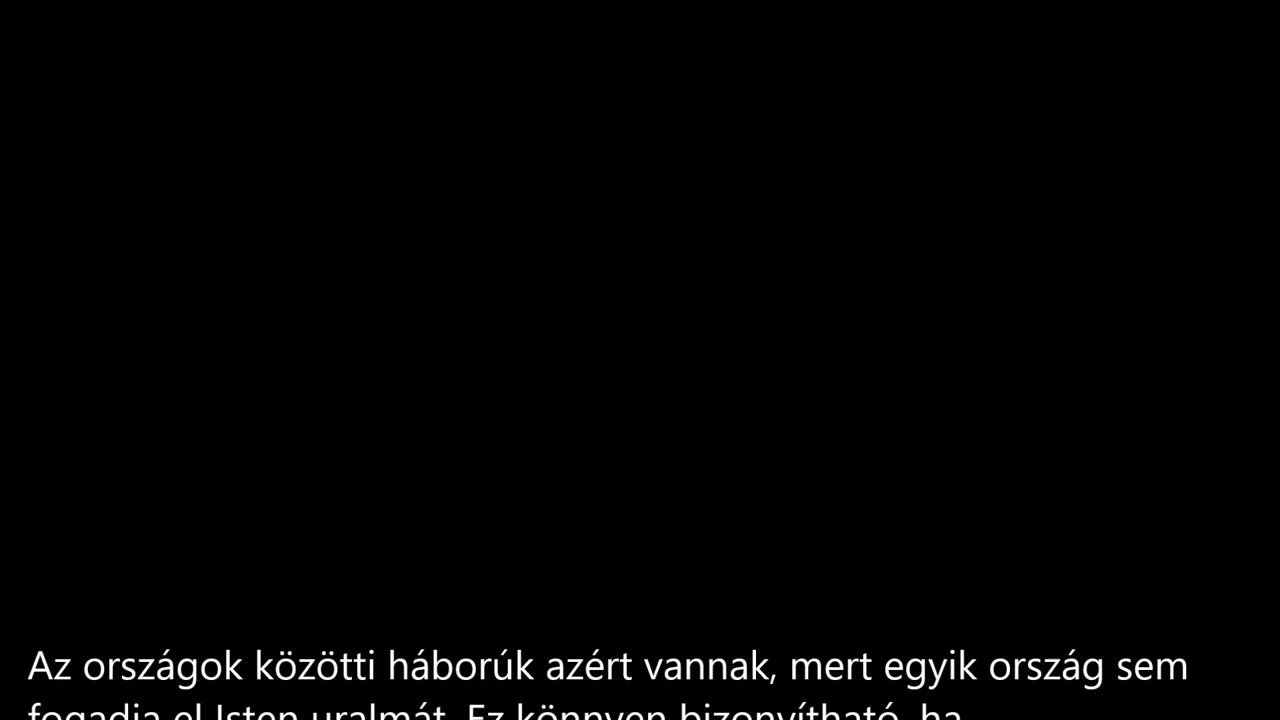 Az országok közötti háborúk azért vannak, mert egyik ország sem
fogadja el Isten uralmát. Ez könnyen bizonyítható, ha